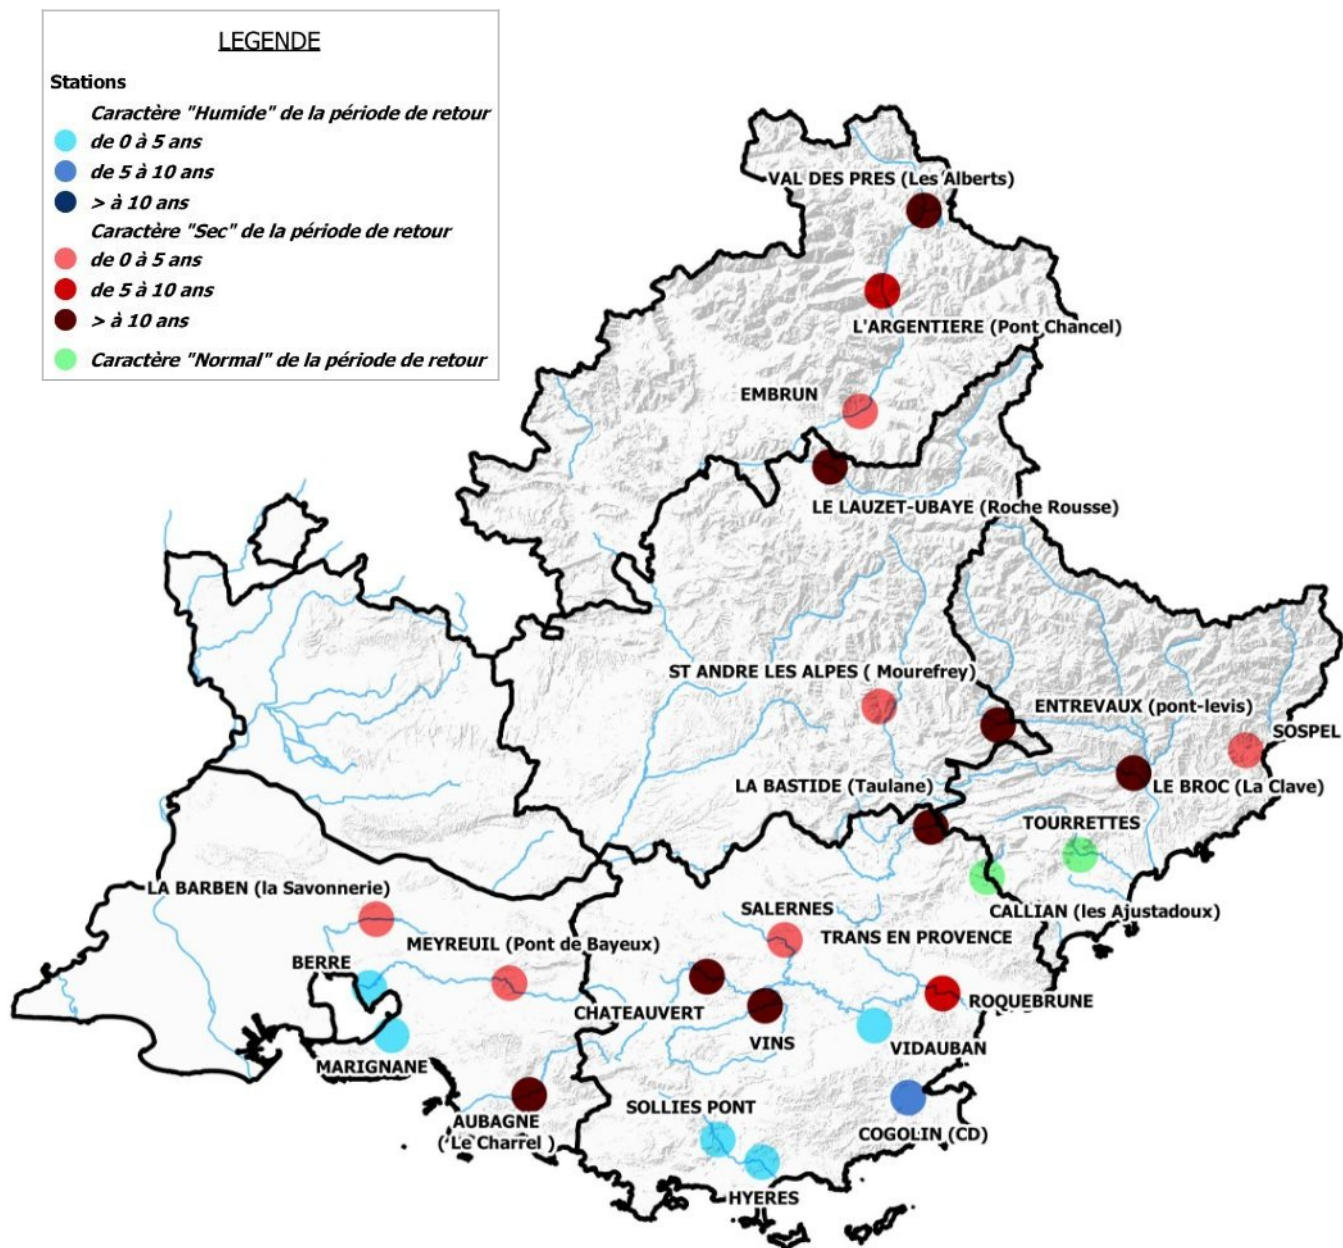 LEGENDE
Stations
Caractère "Humide" de la période de retour
de 0 à 5 ans
de 5 à 10 ans
> à 10 ans
Caractère "Sec" de la période de retour
de 0 à 5 ans
de 5 à 10 ans
> à 10 ans
Caractère "Normal" de la période de retour
VAL DES PRES (Les Alberts)
L'ARGENTIERE (Pont Chancel)
EMBRUN
LE LAUZET-UBAYE (Roche Rousse)
ST ANDRE LES ALPES ( Mourefrey)
ENTREVAUX (pont-levis)
SOSPEL
LA BASTIDE (Taulane)
LE BROC (La Clave)
TOURRETTES
LA BARBEN (la Savonnerie)
CALLIAN (les Ajustadoux)
SALERNES
TRANS EN PROVENCE
MEYREUIL (Pont de Bayeux)
BERRE
ROQUEBRUNE
CHATEAUVERT
VINS
VIDAUBAN
MARIGNANE
SOLLIES PONT
AUBAGNE
( Le Charrel )
COGOLIN (CD)
HYERES